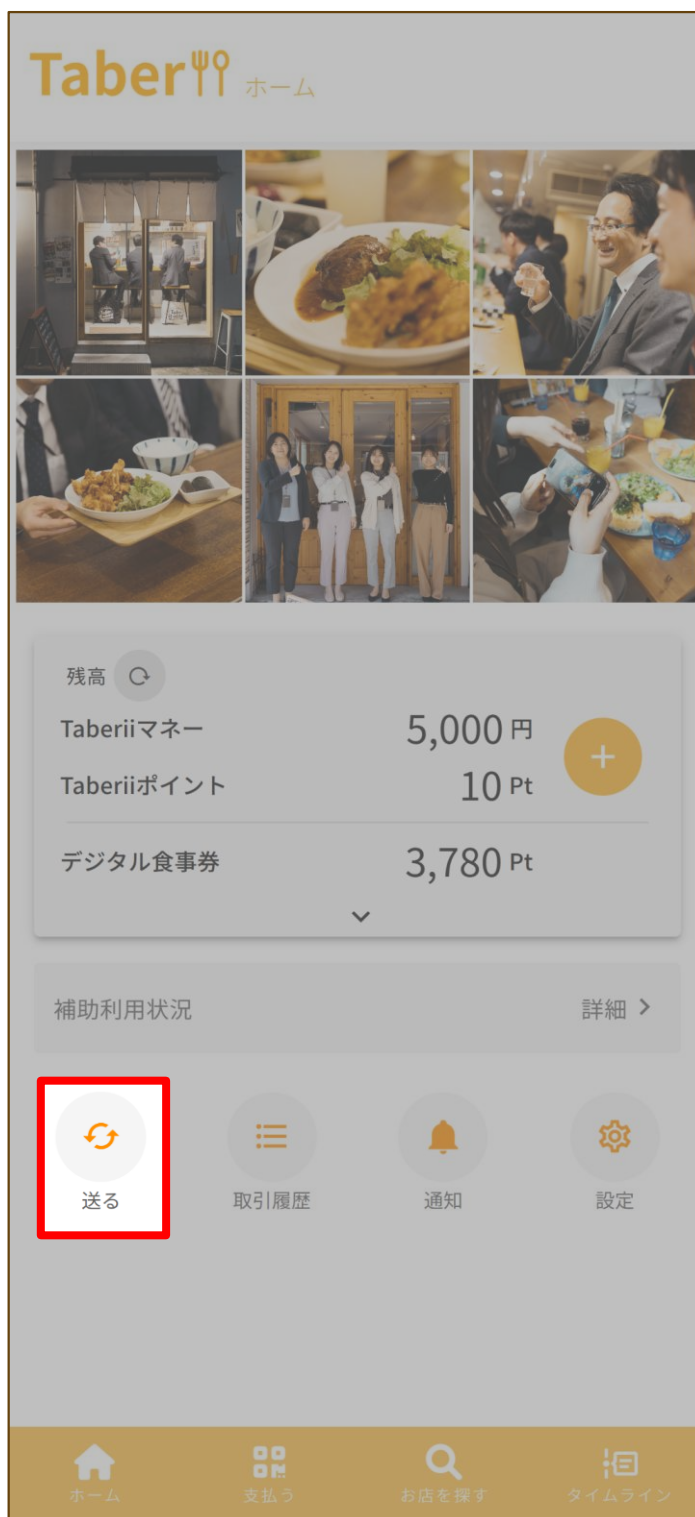 Taberii ホーム
残高
Taberiiマネー 5,000 円
Taberiiポイント 10 Pt
デジタル食事券 3,780 Pt
補助利用状況 詳細
送る 取引履歴 通知 設定
ホーム 支払う お店を探す タイムライン